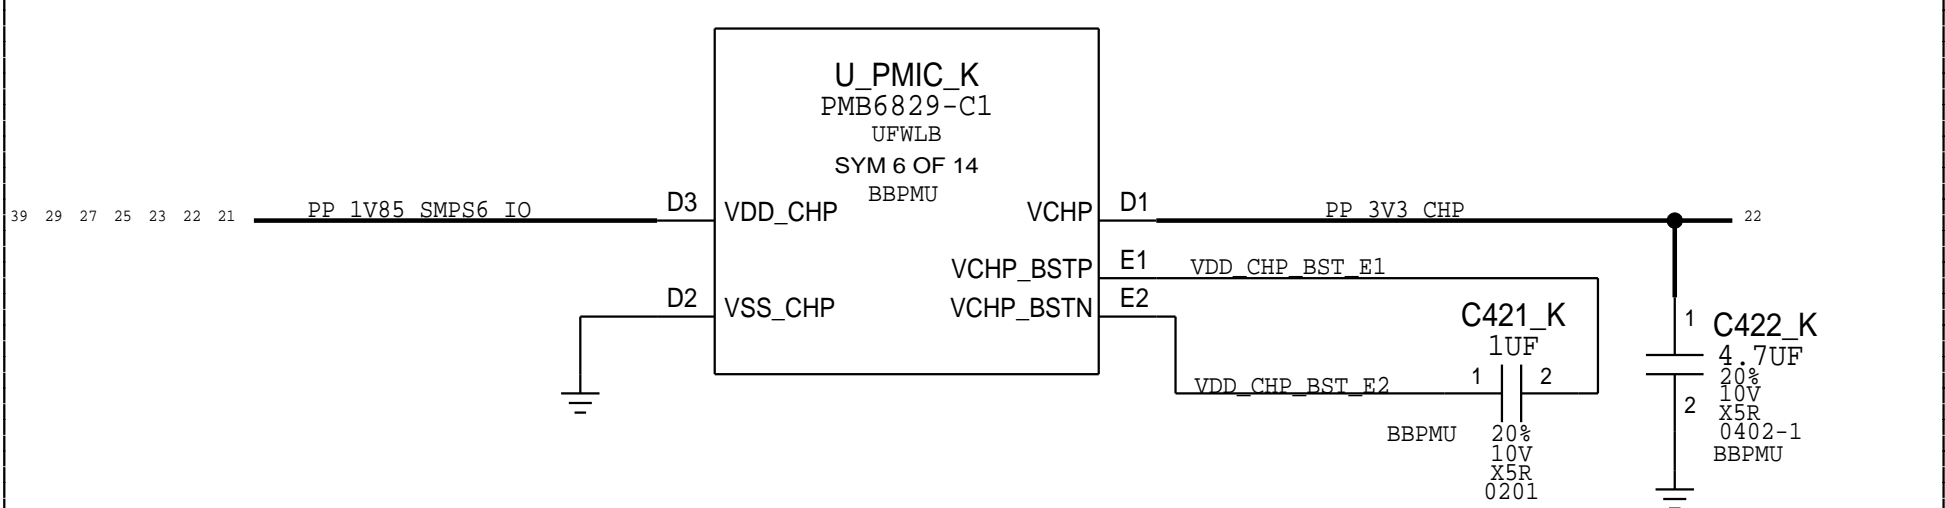 U_PMIC_K
PMB6829-C1
UFWLB
SYM 6 OF 14
BBPMU
39 29 27 25 23 22 21
PP_1V85_SMPS6_IO
D3
VDD_CHP
VCHP
D1
PP_3V3_CHP
22
VCHP_BSTP
E1
VDD_CHP_BST_E1
D2
VSS_CHP
VCHP_BSTN
E2
C421_K
1UF
1
2
VDD_CHP_BST_E2
BBPMU
20%
10V
X5R
0201
1
C422_K
4.7UF
20%
10V
2
X5R
0402-1
BBPMU